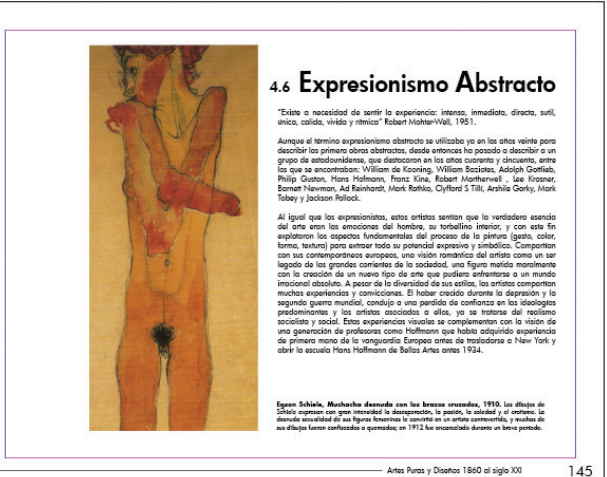 4.6 Expresionismo Abstracto
“Existe a necesidad de sentir la experiencia: intensa, inmediata, directa, sutil,
única, calida, vivida y rítmica” Robert Mohter-Well, 1951.
Aunque el término expresionismo abstracto se utilizaba ya en los años veinte para
describir las primera obras abstractas, desde entonces ha pasado a describir a un
grupo de estadounidense, que destacaron en los años cuarenta y cincuenta, entre
los que se encontraban: William de Kooning, William Baziotes, Adolph Gottlieb,
Philip Guston, Hans Hofmann, Franz Kine, Robert Martherwell , Lee Krasner,
Barnett Newman, Ad Reinhardt, Mark Rothko, Clyfford S Tilli, Arshile Gorky, Mark
Tobey y Jackson Pollock.
Al igual que los expresionistas, estos artistas sentían que la verdadera esencia
del arte eran las emociones del hombre, su torbellino interior, y con este fin
explotaron los aspectos fundamentales del proceso de la pintura (gesto, color,
forma, textura) para extraer todo su potencial expresivo y simbólico. Compartían
con sus contemporáneos europeos, una visión romántica del artista como un ser
legado de las grandes corrientes de la sociedad, una figura metida moralmente
con la creación de un nuevo tipo de arte que pudiera enfrentarse a un mundo
irracional absoluto. A pesar de la diversidad de sus estilos, los artistas compartían
muchas experiencias y convicciones. El haber crecido durante la depresión y la
segunda guerra mundial, condujo a una perdida de confianza en las ideologías
predominantes y los artistas asociados a ellos, ya se tratarse del realismo
socialista y social. Estas experiencias visuales se complementan con la visión de
una generación de profesores como Hoffmann que había adquirido experiencia
de primera mano de la vanguardia Europea antes de trasladarse a New York y
abrir la escuela Hans Hoffmann de Bellas Artes antes 1934.
Egson Schiele, Muchacha desnuda con los brazos cruzados, 1910. Los dibujos de
Schiele expresan con gran intensidad la desesperación, la pasión, la soledad y el erotismo. La
desnuda sexualidad de sus figuras femeninas lo convirtió en un artista controvertido, y muchos de
sus dibujos fueron confiscados o quemados; en 1912 fue encarcelado durante un breve periodo.
Artes Puras y Diseños 1860 al siglo XXI
145